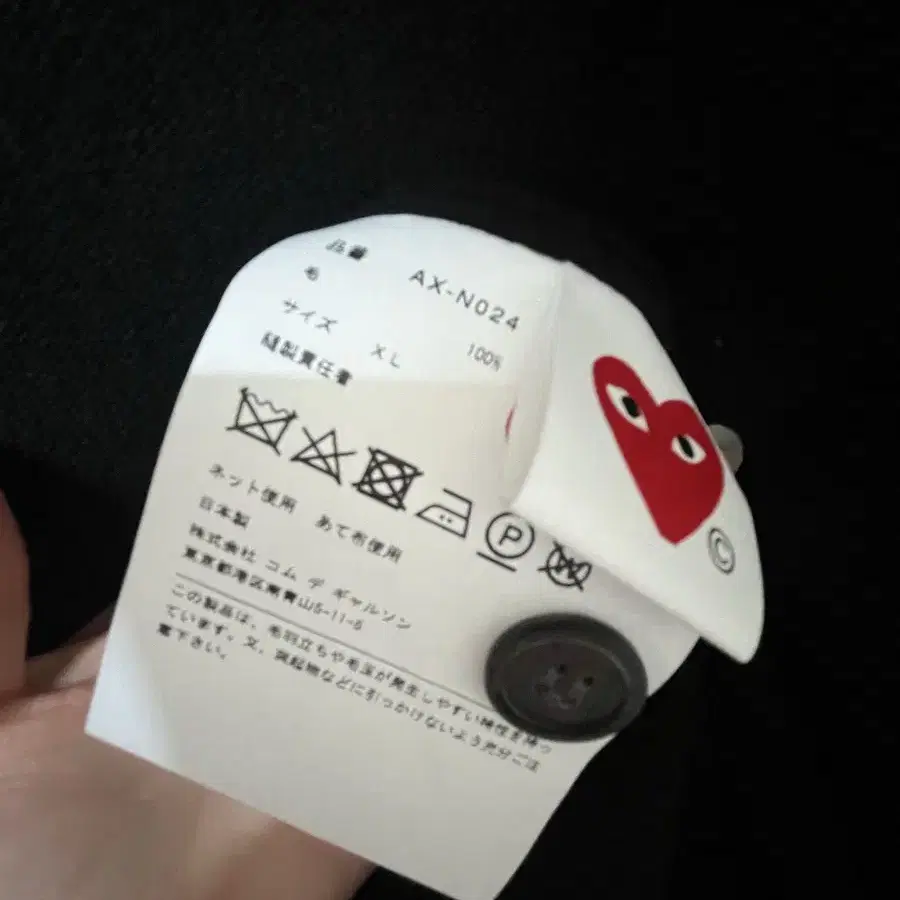 品番 AX-N024
毛 100%
サイズ XL
縫製責任者
P
W
ネット使用 あて布使用
日本製
株式会社 コム デ ギャルソン
東京都港区南青山5-11-5
この製品は、毛羽立ちや毛玉が発生しやすい特性を持っ
ています。又、突起物などに引っかけないよう充分ご注
意下さい。
©